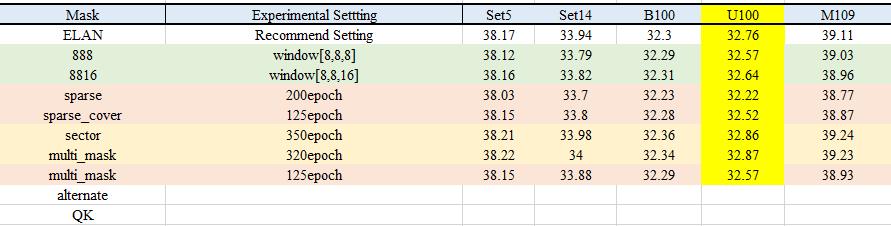 Mask Experimental Settting Set5 Set14 B100 U100 M109
ELAN Recommend Setting 38.17 33.94 32.3 32.76 39.11
888 window[8,8,8] 38.12 33.79 32.29 32.57 39.03
8816 window[8,8,16] 38.16 33.82 32.31 32.64 38.96
sparse 200epoch 38.03 33.7 32.23 32.22 38.77
sparse_cover 125epoch 38.15 33.8 32.28 32.52 38.87
sector 350epoch 38.21 33.98 32.36 32.86 39.24
multi_mask 320epoch 38.22 34 32.34 32.87 39.23
multi_mask 125epoch 38.15 33.88 32.29 32.57 38.93
alternate
QK